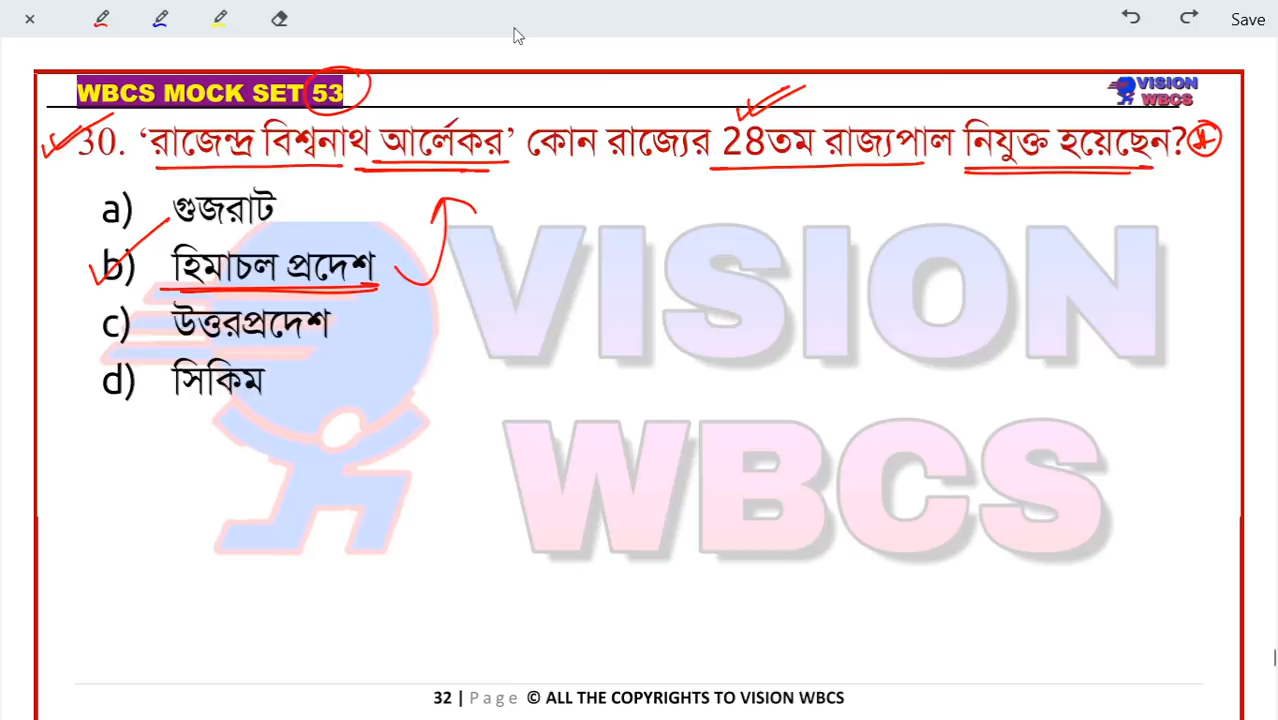 Save
WBCS MOCK SET 53
VISION
WBCS
30. ‘রাজেন্দ্র বিশ্বনাথ আর্লেকর’ কোন রাজ্যের 28তম রাজ্যপাল নিযুক্ত হয়েছেন?
a) গুজরাট
b) হিমাচল প্রদেশ
c) উত্তরপ্রদেশ
d) সিকিম
VISION
WBCS
32 | Page © ALL THE COPYRIGHTS TO VISION WBCS